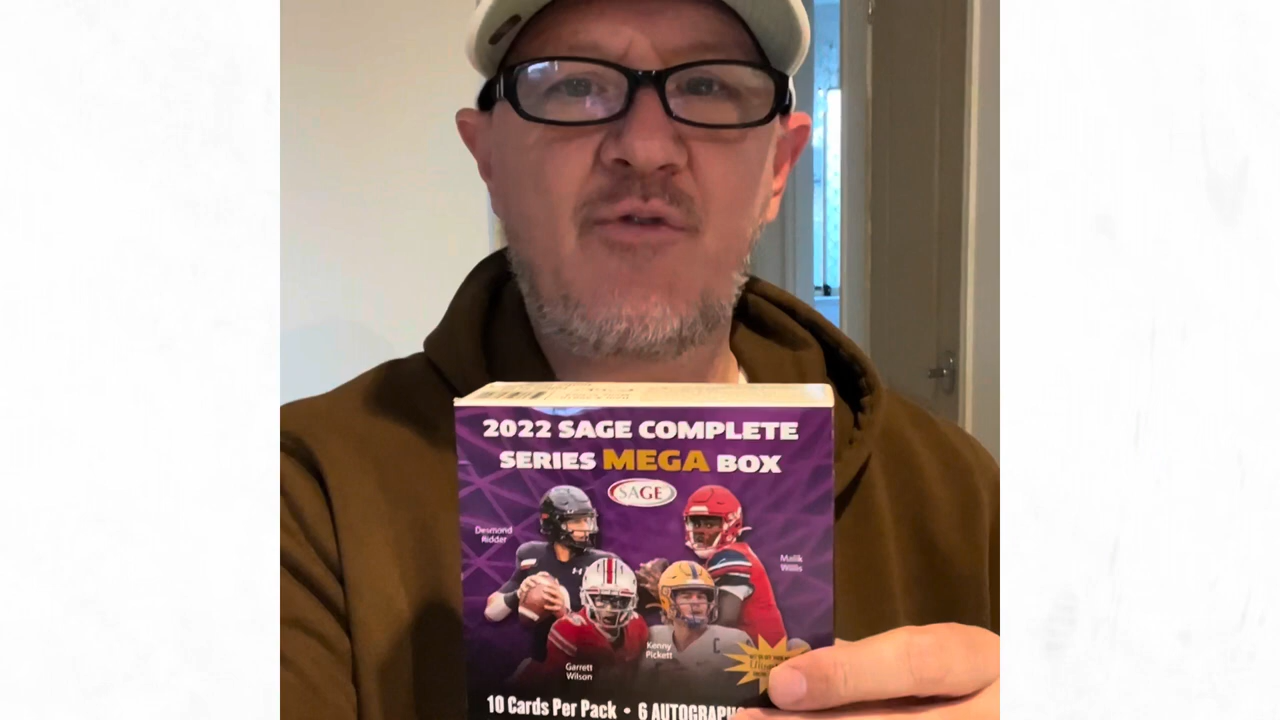 2022 SAGE COMPLETE
SERIES MEGA BOX
SAGE
Desmond
Ridder
Malik
Willis
Kenny
Pickett
Garrett
Wilson
10 Cards Per Pack • 6 AUTOGRAPHS